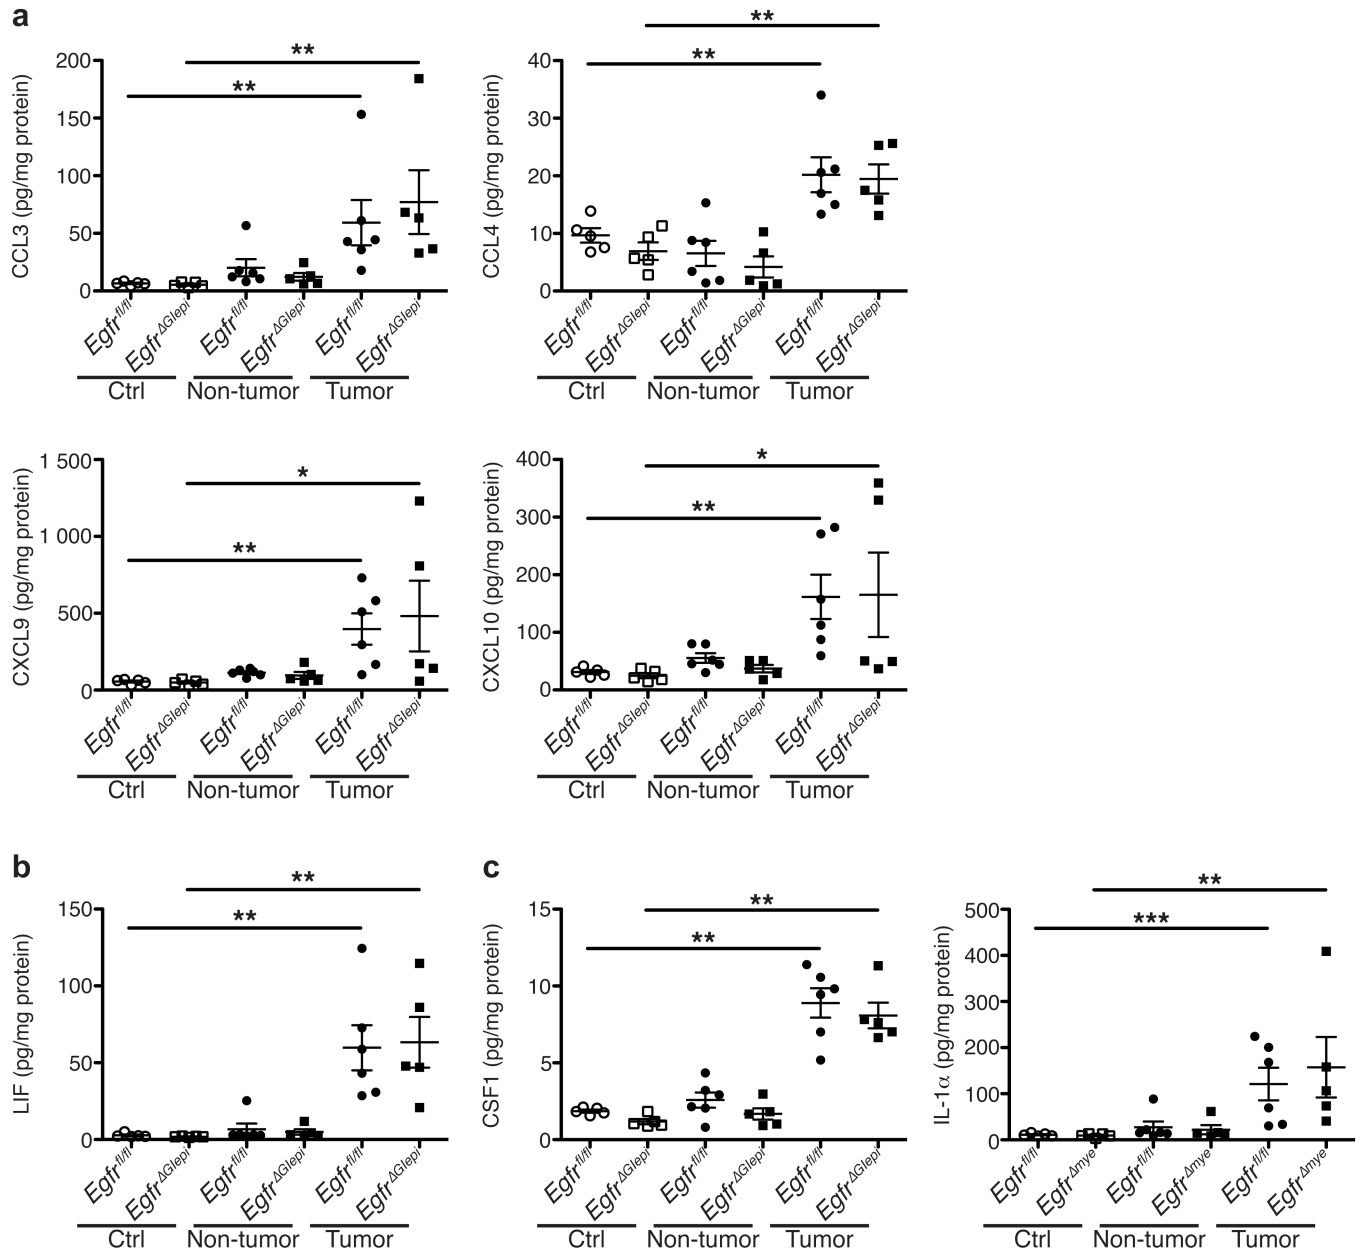 a
**
**
200
150
100
50
0
CCL3 (pg/mg protein)
Egfr fl/fl
Egfr ΔGlepi
Egfr fl/fl
Egfr ΔGlepi
Egfr fl/fl
Egfr ΔGlepi
Ctrl Non-tumor Tumor
**
**
40
30
20
10
0
CCL4 (pg/mg protein)
Egfr fl/fl
Egfr ΔGlepi
Egfr fl/fl
Egfr ΔGlepi
Egfr fl/fl
Egfr ΔGlepi
Ctrl Non-tumor Tumor
*
**
1 500
1 000
500
0
CXCL9 (pg/mg protein)
Egfr fl/fl
Egfr ΔGlepi
Egfr fl/fl
Egfr ΔGlepi
Egfr fl/fl
Egfr ΔGlepi
Ctrl Non-tumor Tumor
*
**
400
300
200
100
0
CXCL10 (pg/mg protein)
Egfr fl/fl
Egfr ΔGlepi
Egfr fl/fl
Egfr ΔGlepi
Egfr fl/fl
Egfr ΔGlepi
Ctrl Non-tumor Tumor
b
**
**
150
100
50
0
LIF (pg/mg protein)
Egfr fl/fl
Egfr ΔGlepi
Egfr fl/fl
Egfr ΔGlepi
Egfr fl/fl
Egfr ΔGlepi
Ctrl Non-tumor Tumor
c
**
**
15
10
5
0
CSF1 (pg/mg protein)
Egfr fl/fl
Egfr ΔGlepi
Egfr fl/fl
Egfr ΔGlepi
Egfr fl/fl
Egfr ΔGlepi
Ctrl Non-tumor Tumor
**
***
500
400
300
200
100
0
IL-1α (pg/mg protein)
Egfr fl/fl
Egfr Δmye
Egfr fl/fl
Egfr Δmye
Egfr fl/fl
Egfr Δmye
Ctrl Non-tumor Tumor